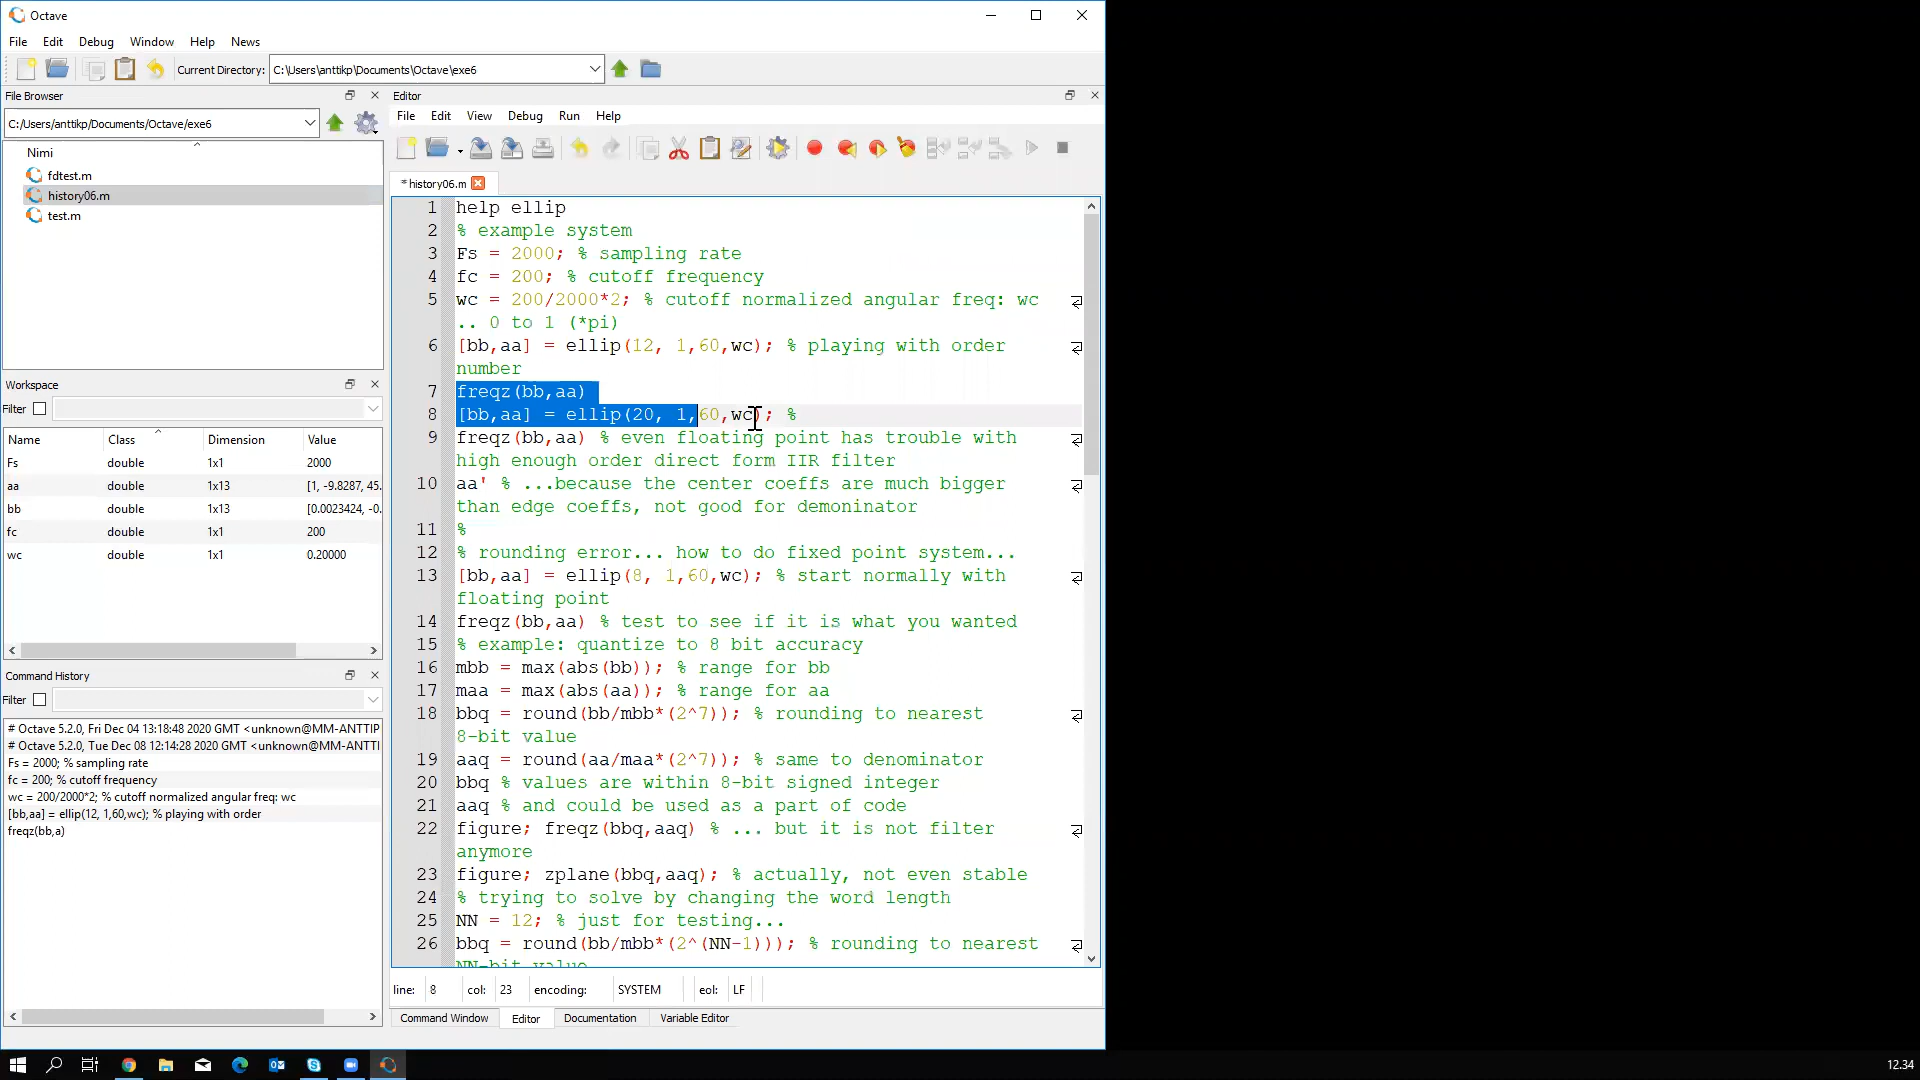 Octave
File Edit Debug Window Help News
Current Directory: C:\Users\anttikp\Documents\Octave\exe6
File Browser
C:/Users/anttikp/Documents/Octave/exe6
Nimi
fdtest.m
history06.m
test.m
Workspace
Filter
Name Class Dimension Value
Fs double 1x1 2000
aa double 1x13 [1, -9.8287, 45.
bb double 1x13 [0.0023424, -0.
fc double 1x1 200
wc double 1x1 0.20000
Command History
Filter
# Octave 5.2.0, Fri Dec 04 13:18:48 2020 GMT <unknown@MM-ANTTIP
# Octave 5.2.0, Tue Dec 08 12:14:28 2020 GMT <unknown@MM-ANTTI
Fs = 2000; % sampling rate
fc = 200; % cutoff frequency
wc = 200/2000*2; % cutoff normalized angular freq: wc
[bb,aa] = ellip(12, 1,60,wc); % playing with order
freqz(bb,a)
Editor
File Edit View Debug Run Help
* history06.m
1 help ellip
2 % example system
3 Fs = 2000; % sampling rate
4 fc = 200; % cutoff frequency
5 wc = 200/2000*2; % cutoff normalized angular freq: wc
.. 0 to 1 (*pi)
6 [bb,aa] = ellip(12, 1,60,wc); % playing with order
number
7 freqz(bb,aa)
8 [bb,aa] = ellip(20, 1,60,wc); %
9 freqz(bb,aa) % even floating point has trouble with
high enough order direct form IIR filter
10 aa' % ...because the center coeffs are much bigger
than edge coeffs, not good for demoninator
11 %
12 % rounding error... how to do fixed point system...
13 [bb,aa] = ellip(8, 1,60,wc); % start normally with
floating point
14 freqz(bb,aa) % test to see if it is what you wanted
15 % example: quantize to 8 bit accuracy
16 mbb = max(abs(bb)); % range for bb
17 maa = max(abs(aa)); % range for aa
18 bbq = round(bb/mbb*(2^7)); % rounding to nearest
8-bit value
19 aaq = round(aa/maa*(2^7)); % same to denominator
20 bbq % values are within 8-bit signed integer
21 aaq % and could be used as a part of code
22 figure; freqz(bbq,aaq) % ... but it is not filter
anymore
23 figure; zplane(bbq,aaq); % actually, not even stable
24 % trying to solve by changing the word length
25 NN = 12; % just for testing...
26 bbq = round(bb/mbb*(2^(NN-1))); % rounding to nearest
NN-bit value
line: 8 col: 23 encoding: SYSTEM eol: LF
Command Window Editor Documentation Variable Editor
12.34